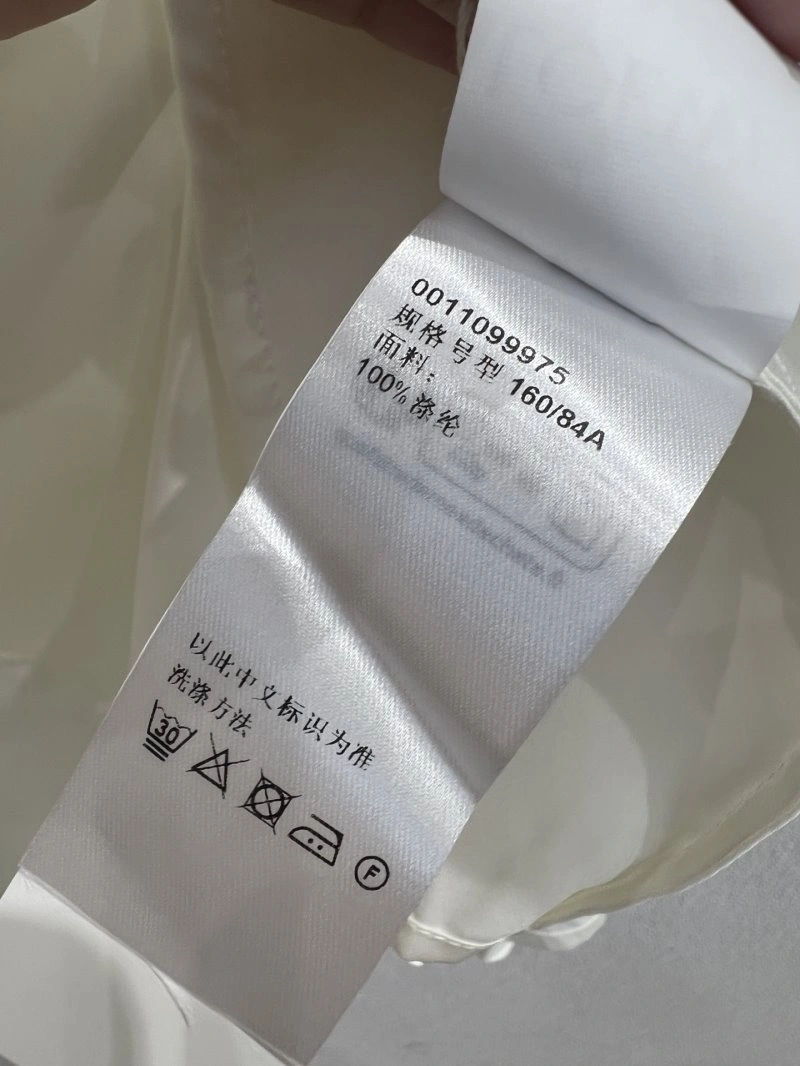 0011099975
规格号型 160/84A
面料：
100%涤纶
以此中文标识为准
洗涤方法
30
F